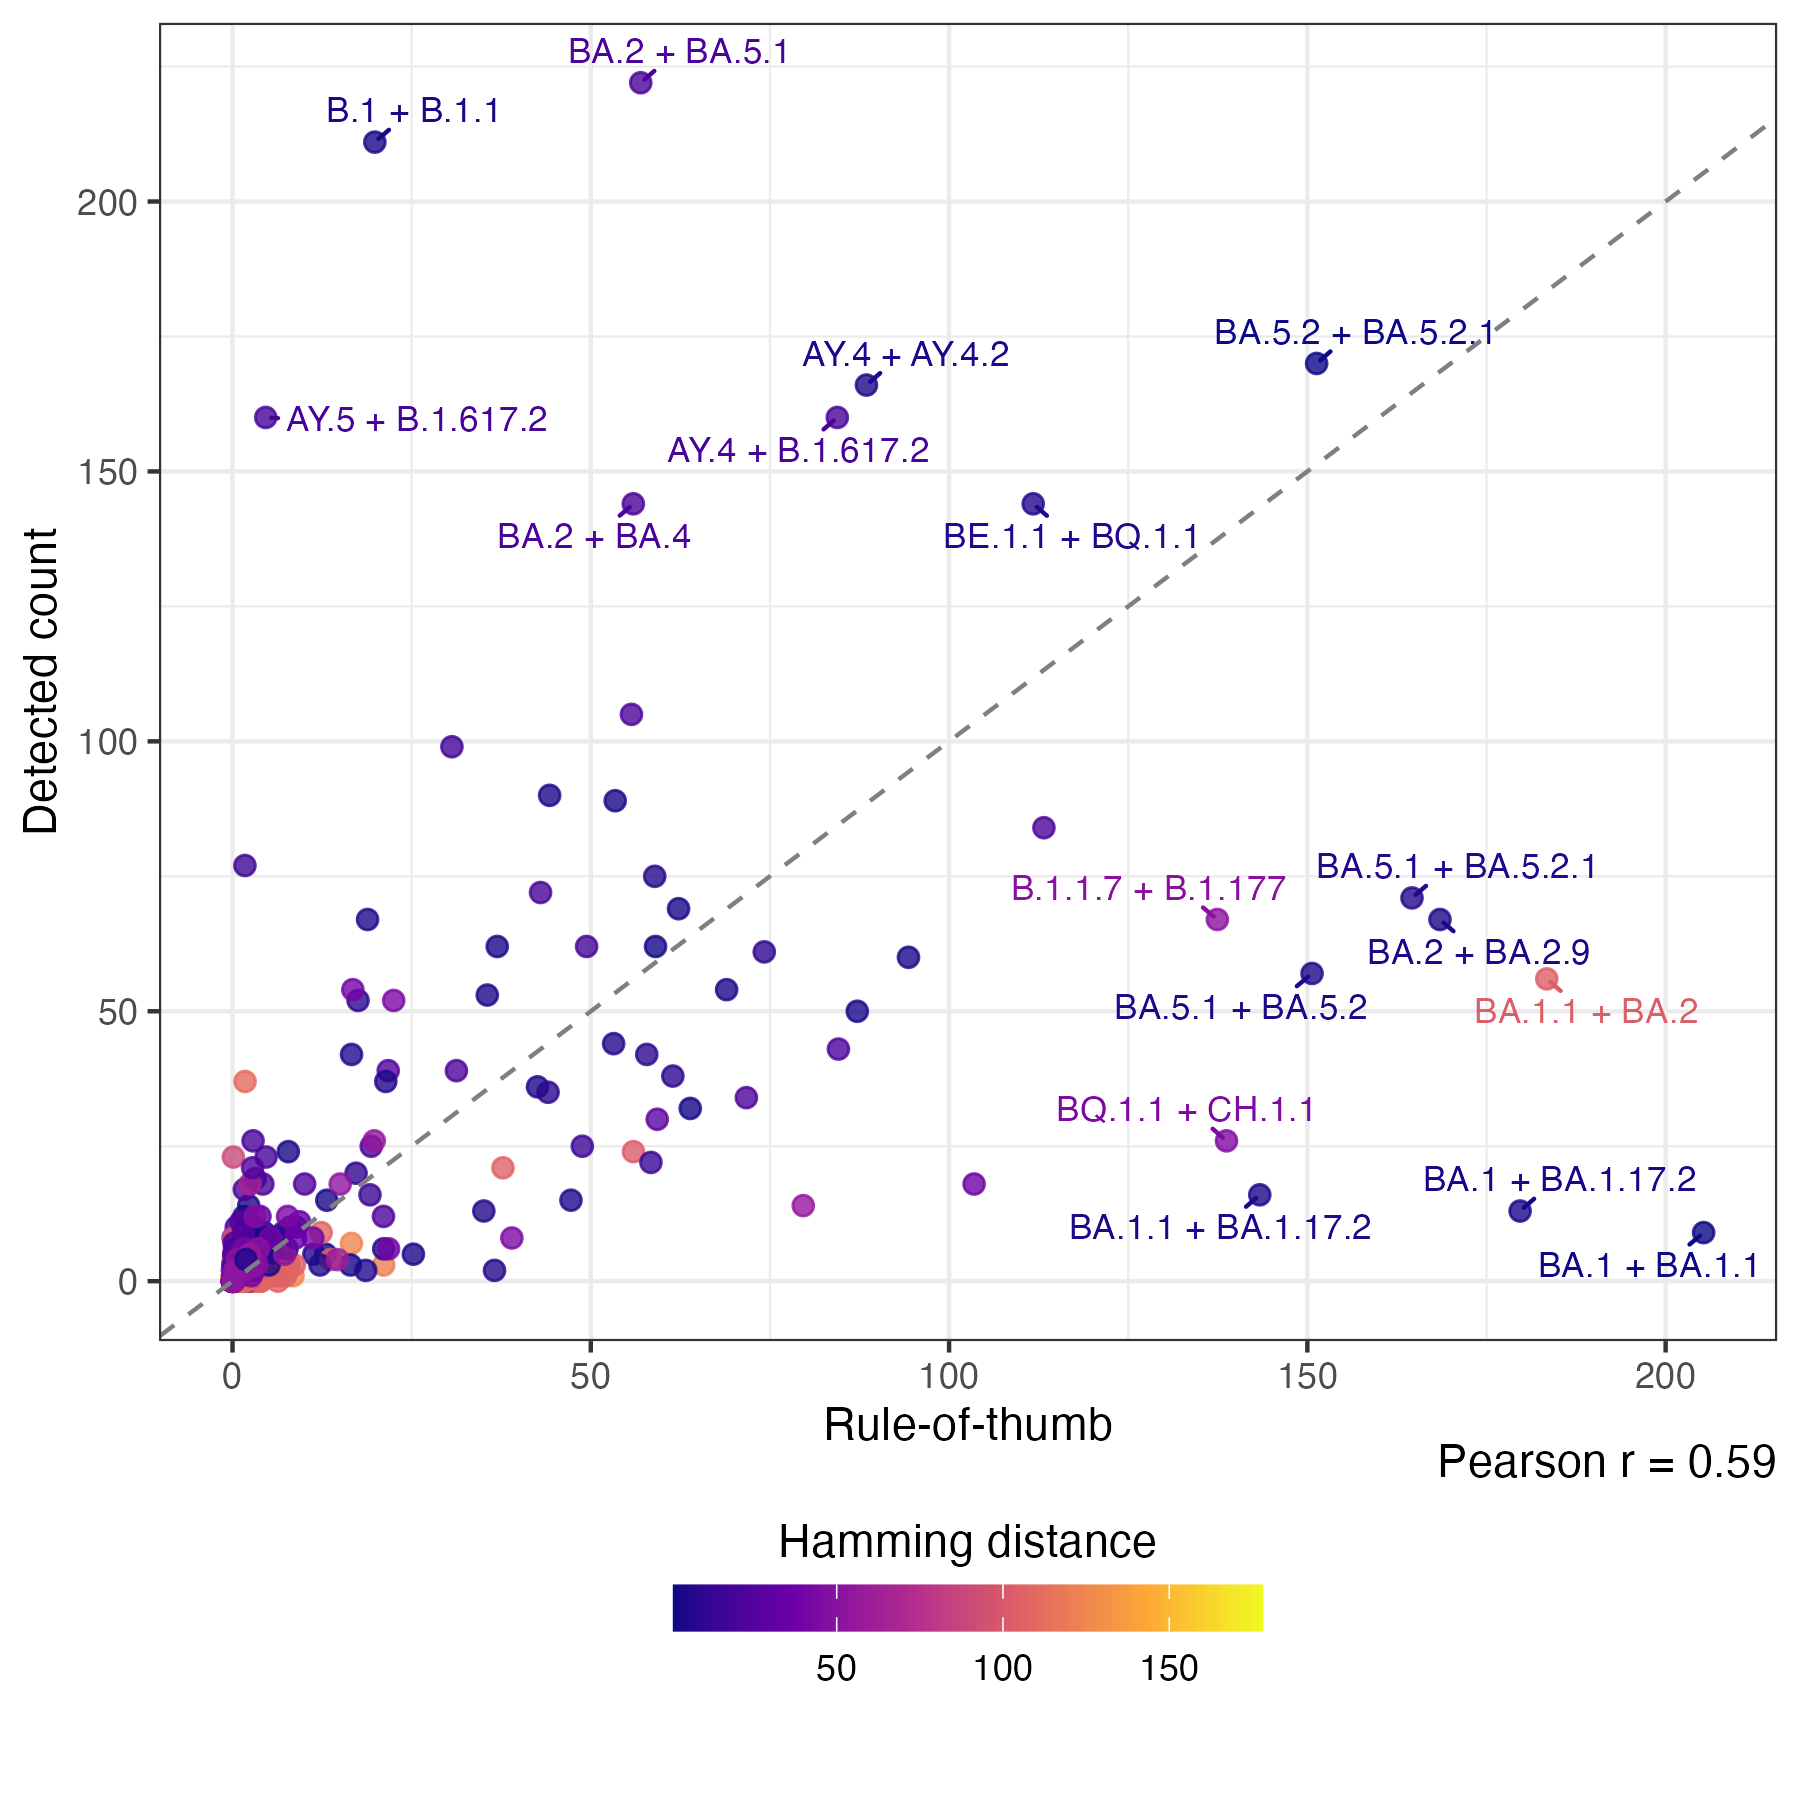 BA.2 + BA.5.1
B.1 + B.1.1
200
BA.5.2 + BA.5.2.1
AY.4 + AY.4.2
AY.5 + B.1.617.2
AY.4 + B.1.617.2
150
BA.2 + BA.4
BE.1.1 + BQ.1.1
Detected count
100
BA.5.1 + BA.5.2.1
B.1.1.7 + B.1.177
BA.2 + BA.2.9
BA.5.1 + BA.5.2
BA.1.1 + BA.2
50
BQ.1.1 + CH.1.1
BA.1 + BA.1.17.2
BA.1.1 + BA.1.17.2
BA.1 + BA.1.1
0
0 50 100 150 200
Rule-of-thumb
Pearson r = 0.59
Hamming distance
50 100 150